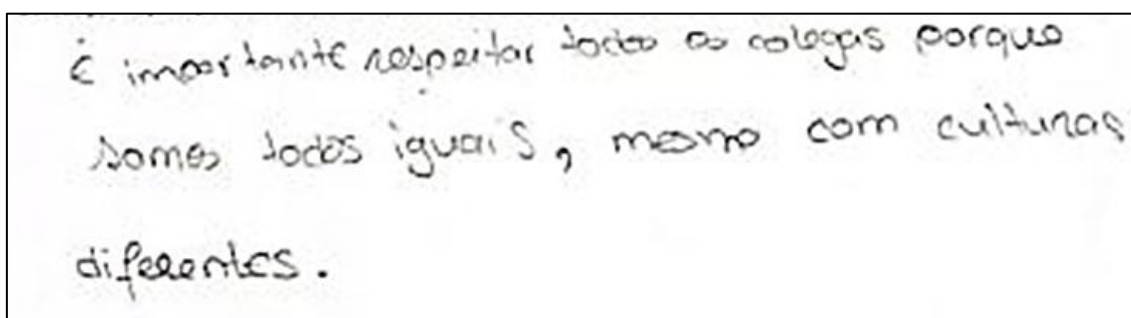 É importante respeitar todos os colegas porque
somos todos iguais, mesmo com culturas
diferentes.